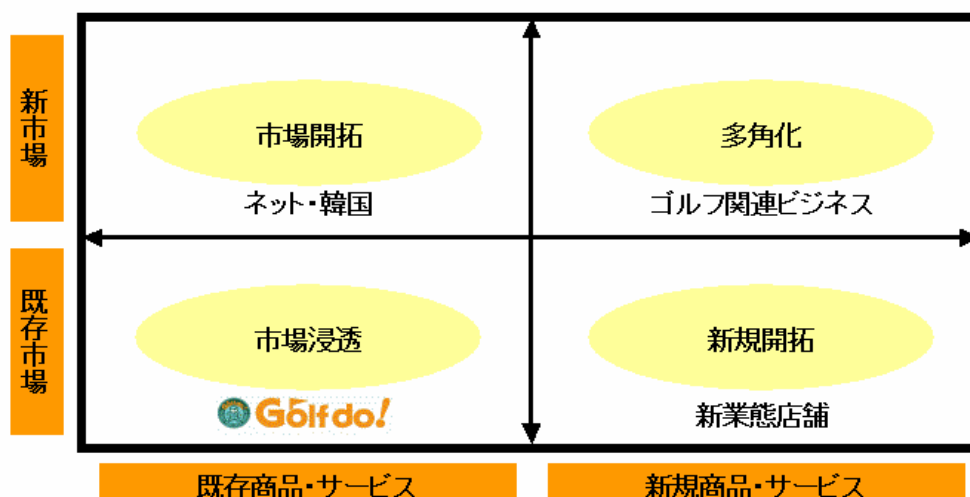 新市場
市場開拓
ネット・韓国
多角化
ゴルフ関連ビジネス
既存市場
市場浸透
Golfdo!
新規開拓
新業態店舗
既存商品・サービス
新規商品・サービス